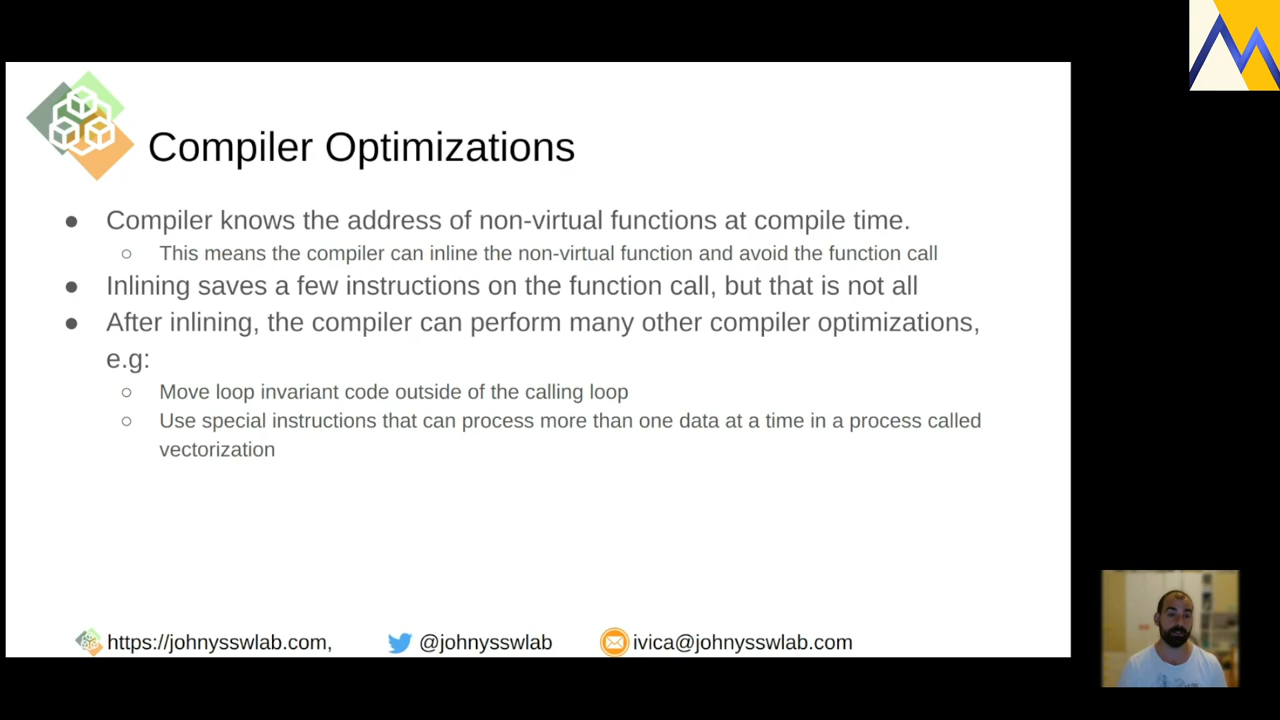 Compiler Optimizations
● Compiler knows the address of non-virtual functions at compile time.
○ This means the compiler can inline the non-virtual function and avoid the function call
● Inlining saves a few instructions on the function call, but that is not all
● After inlining, the compiler can perform many other compiler optimizations,
e.g:
○ Move loop invariant code outside of the calling loop
○ Use special instructions that can process more than one data at a time in a process called
vectorization
https://johnysswlab.com, @johnysswlab ivica@johnysswlab.com